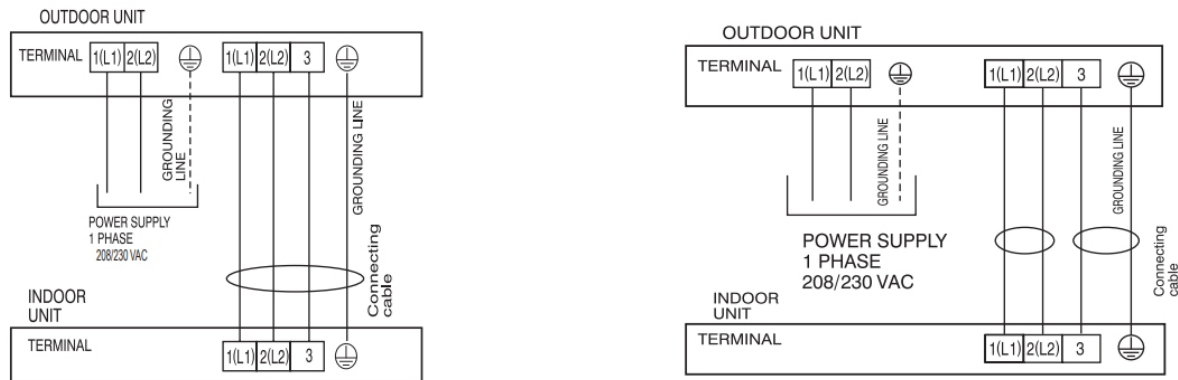 OUTDOOR UNIT
TERMINAL
1(L1) 2(L2)
1(L1) 2(L2) 3
GROUNDING
LINE
GROUNDING LINE
POWER SUPPLY
1 PHASE
208/230 VAC
Connecting
cable
INDOOR
UNIT
TERMINAL
1(L1) 2(L2) 3
OUTDOOR UNIT
TERMINAL
1(L1) 2(L2)
1(L1) 2(L2) 3
GROUNDING LINE
GROUNDING LINE
POWER SUPPLY
1 PHASE
208/230 VAC
Connecting
cable
INDOOR
UNIT
TERMINAL
1(L1) 2(L2) 3